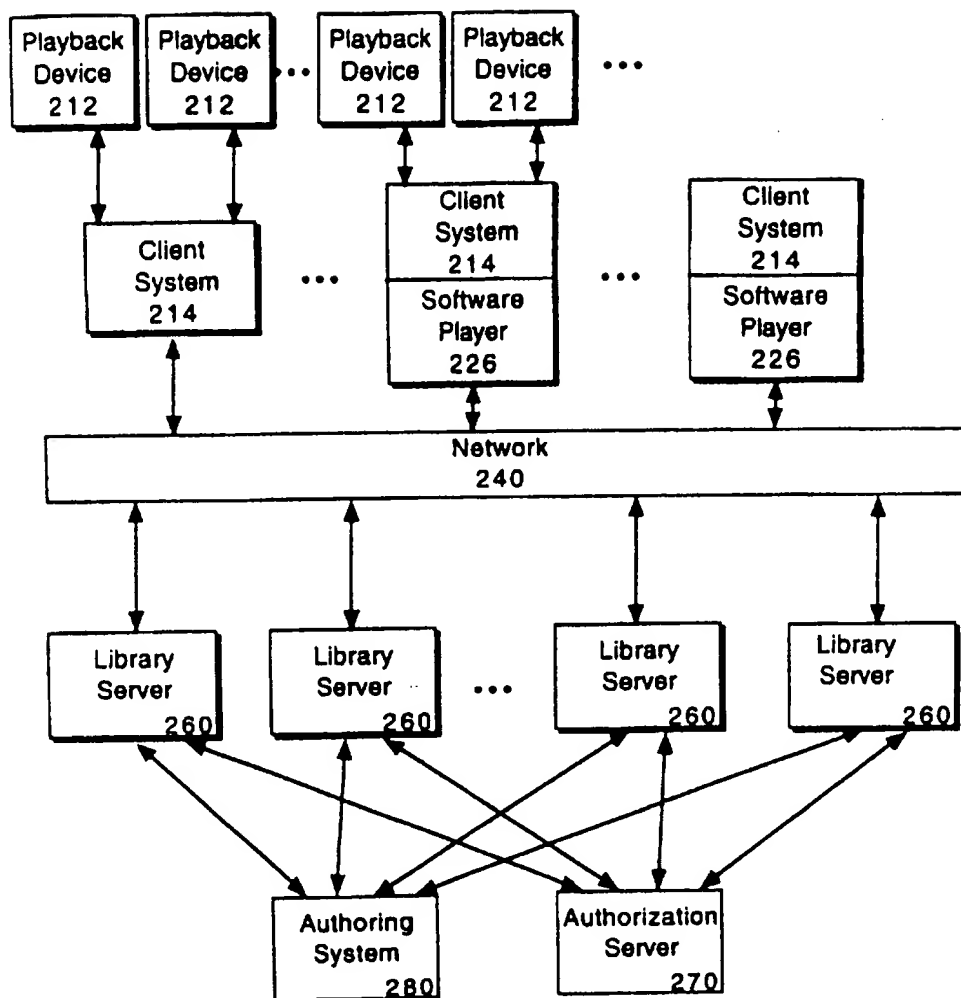 Playback
Device
212
Playback
Device
212
...
Playback
Device
212
Playback
Device
212
...
Client
System
214
...
Client
System
214
Software
Player
226
...
Client
System
214
Software
Player
226
Network
240
Library
Server
260
Library
Server
260
...
Library
Server
260
Library
Server
260
Authoring
System
280
Authorization
Server
270